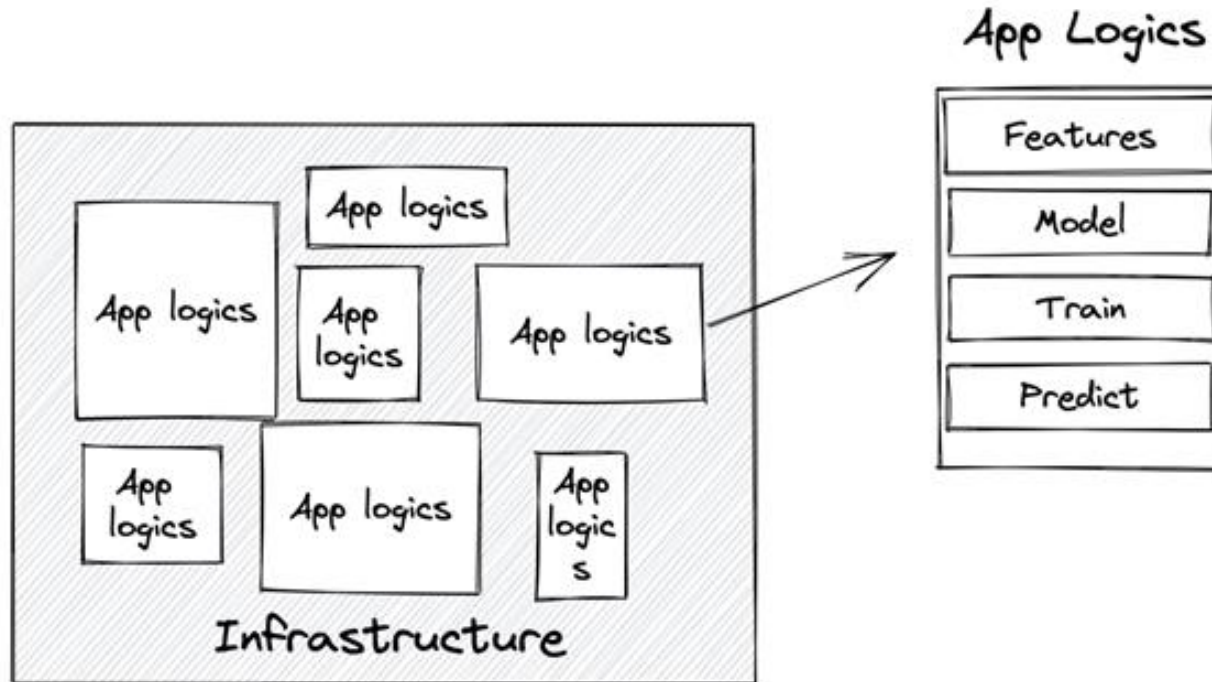 App Logics
Features
Model
Train
Predict
App logics
App logics
App
logics
App logics
App
logics
App logics
App
logic
s
Infrastructure